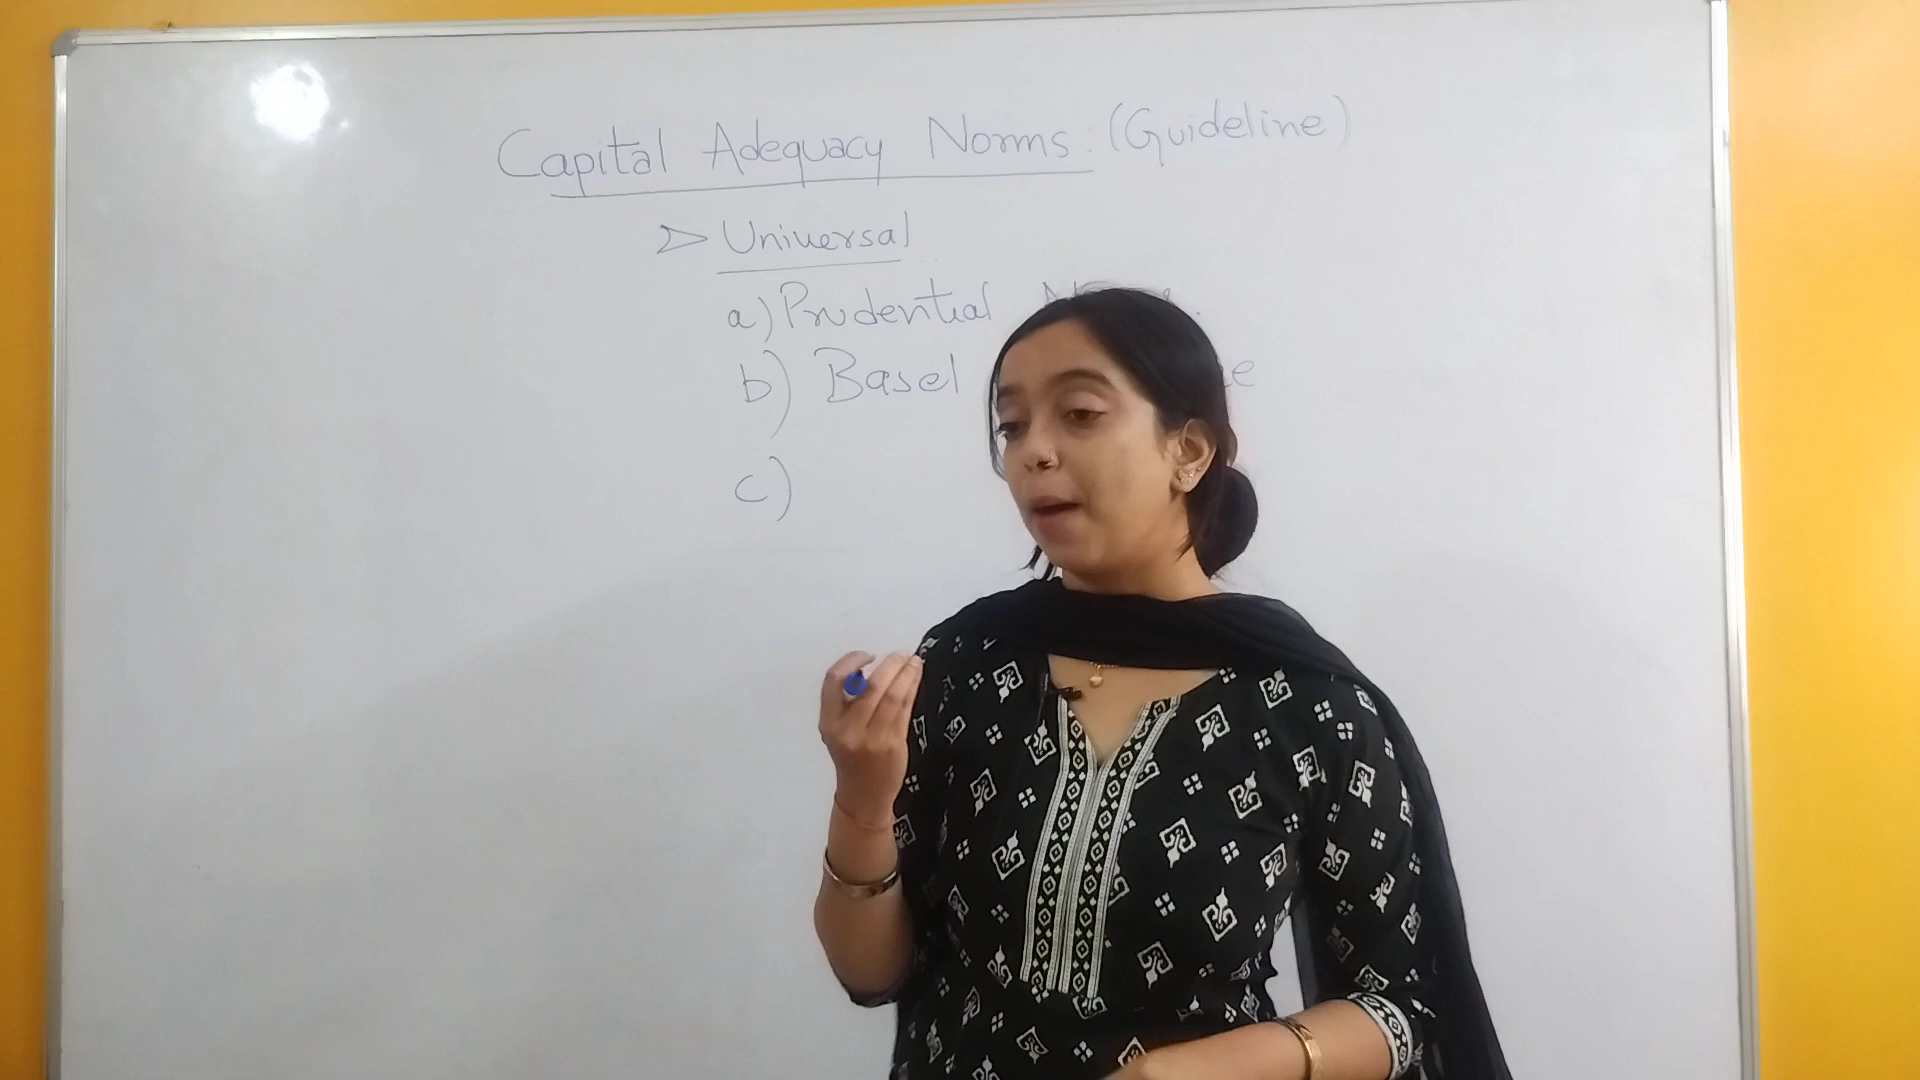 Capital Adequacy Norms: (Guideline)
> Universal
a) Prudential
b) Basel
c)